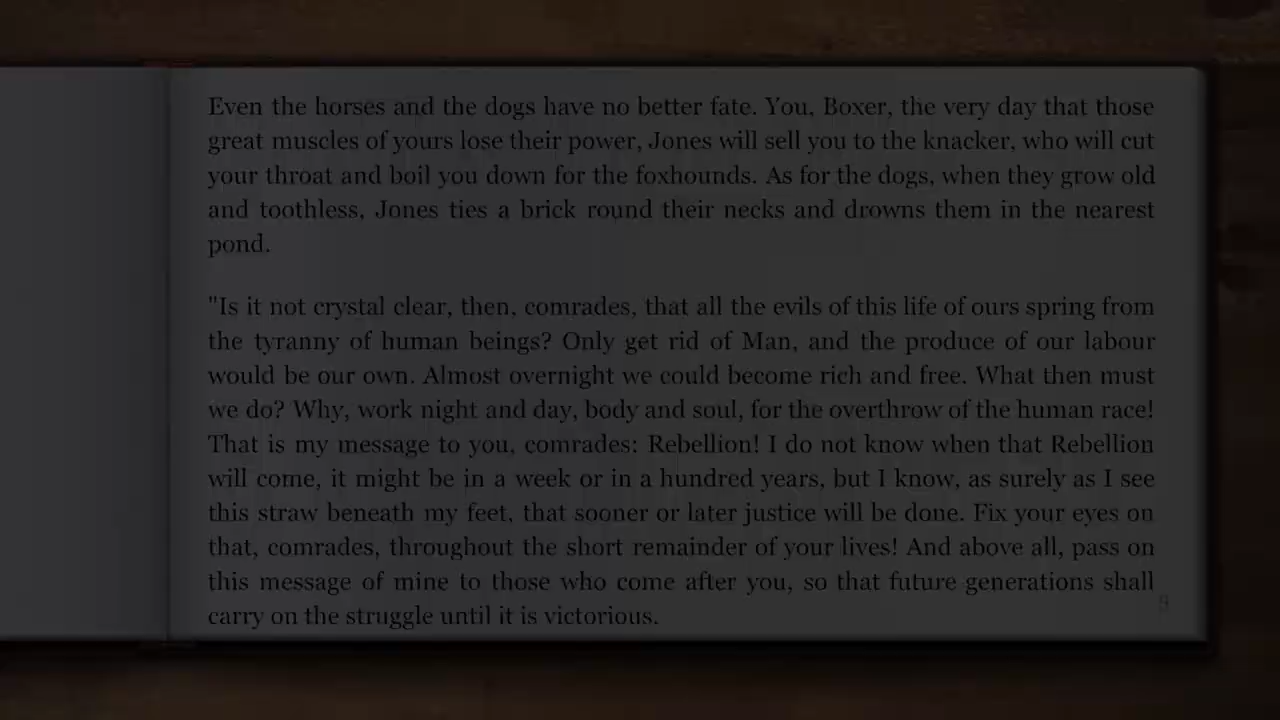 Even the horses and the dogs have no better fate. You, Boxer, the very day that those
great muscles of yours lose their power, Jones will sell you to the knacker, who will cut
your throat and boil you down for the foxhounds. As for the dogs, when they grow old
and toothless, Jones ties a brick round their necks and drowns them in the nearest
pond.
"Is it not crystal clear, then, comrades, that all the evils of this life of ours spring from
the tyranny of human beings? Only get rid of Man, and the produce of our labour
would be our own. Almost overnight we could become rich and free. What then must
we do? Why, work night and day, body and soul, for the overthrow of the human race!
That is my message to you, comrades: Rebellion! I do not know when that Rebellion
will come, it might be in a week or in a hundred years, but I know, as surely as I see
this straw beneath my feet, that sooner or later justice will be done. Fix your eyes on
that, comrades, throughout the short remainder of your lives! And above all, pass on
this message of mine to those who come after you, so that future generations shall
carry on the struggle until it is victorious.
9